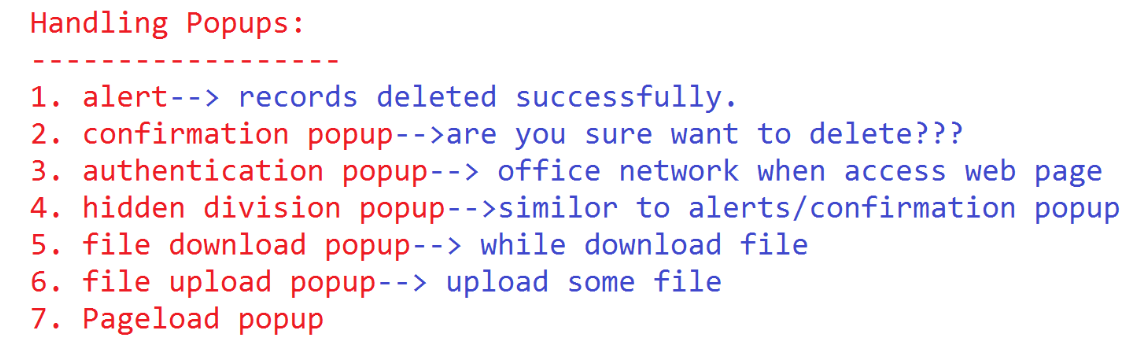 Handling Popups:
------------------
1. alert--> records deleted successfully.
2. confirmation popup-->are you sure want to delete???
3. authentication popup--> office network when access web page
4. hidden division popup-->similor to alerts/confirmation popup
5. file download popup--> while download file
6. file upload popup--> upload some file
7. Pageload popup